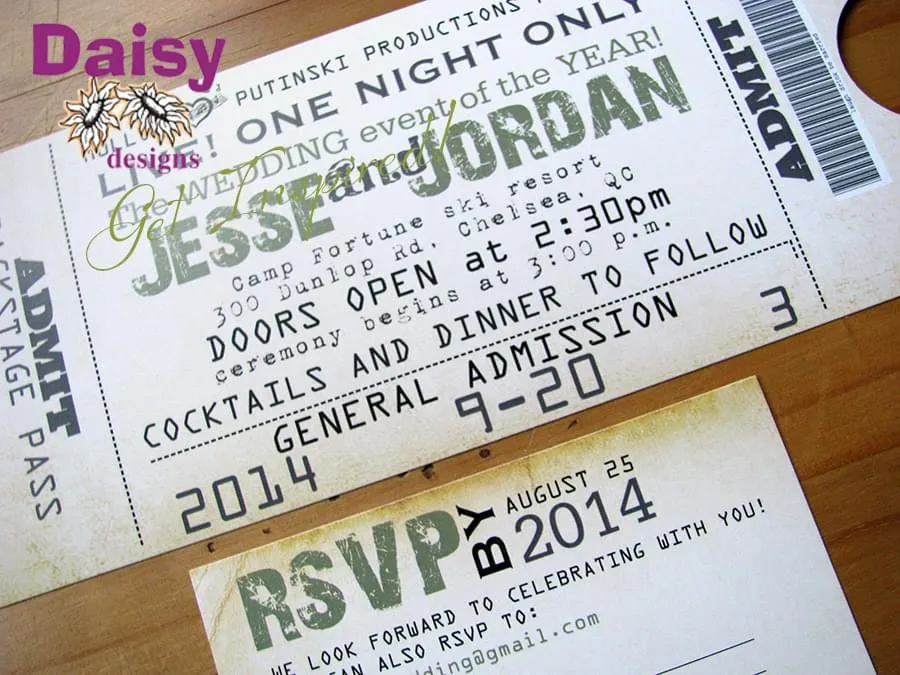 Daisy
designs
Get Inspired!!
PUTINSKI PRODUCTIONS
LIVE! ONE NIGHT ONLY
The WEDDING event of the YEAR!
JESSE and JORDAN
Camp Fortune ski resort
300 Dunlop Rd, Chelsea, QC
DOORS OPEN at 2:30pm
ceremony begins at 3:00 p.m.
COCKTAILS AND DINNER TO FOLLOW
GENERAL ADMISSION
2014 9-20 3
ADMIT
BACKSTAGE PASS
ADMIT
RSVP BY AUGUST 25
2014
WE LOOK FORWARD TO CELEBRATING WITH YOU!
CAN ALSO RSVP TO:
dding@gmail.com